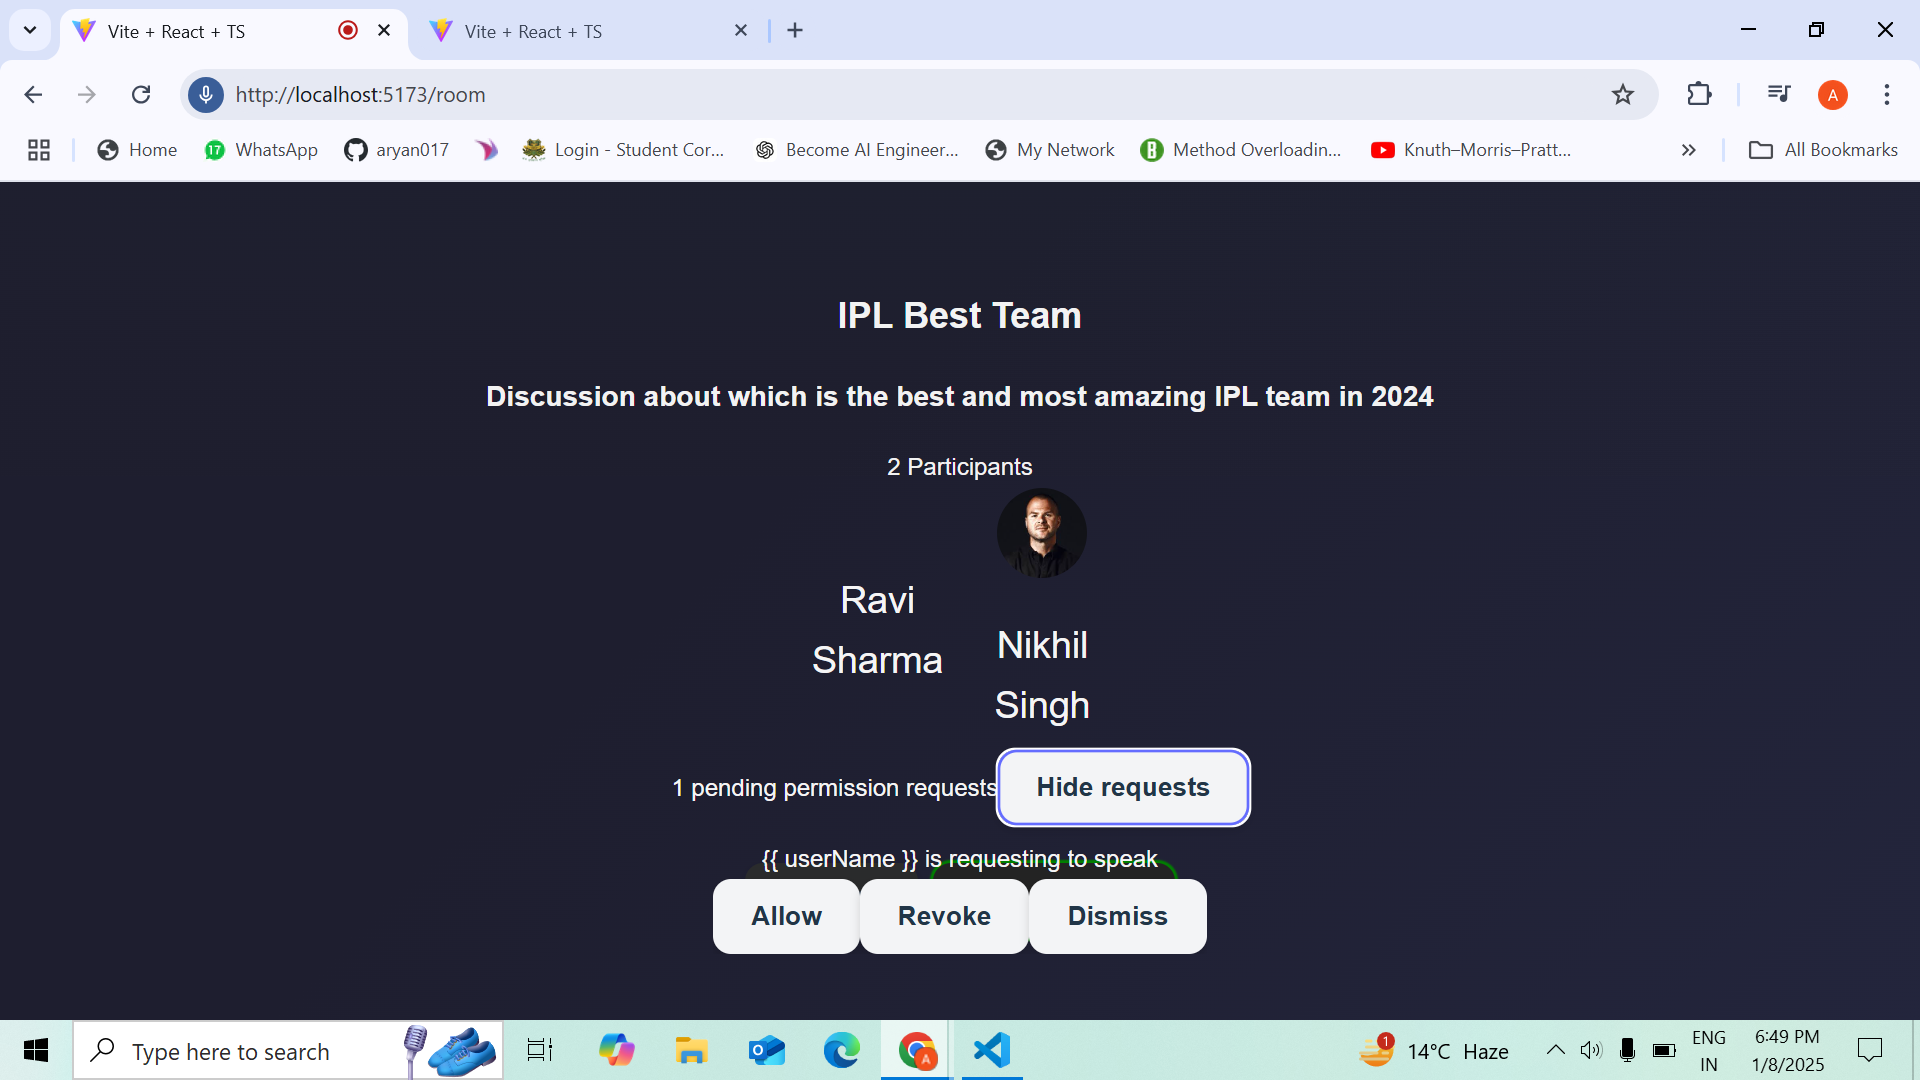 Vite + React + TS
Vite + React + TS
http://localhost:5173/room
A
Home
17
WhatsApp
aryan017
Login - Student Cor...
Become AI Engineer...
My Network
B
Method Overloadin...
Knuth–Morris–Pratt...
All Bookmarks
IPL Best Team
Discussion about which is the best and most amazing IPL team in 2024
2 Participants
Ravi
Sharma
Nikhil
Singh
1 pending permission requests
Hide requests
{{ userName }} is requesting to speak
Allow
Revoke
Dismiss
Type here to search
A
1
14°C Haze
ENG
IN
6:49 PM
1/8/2025